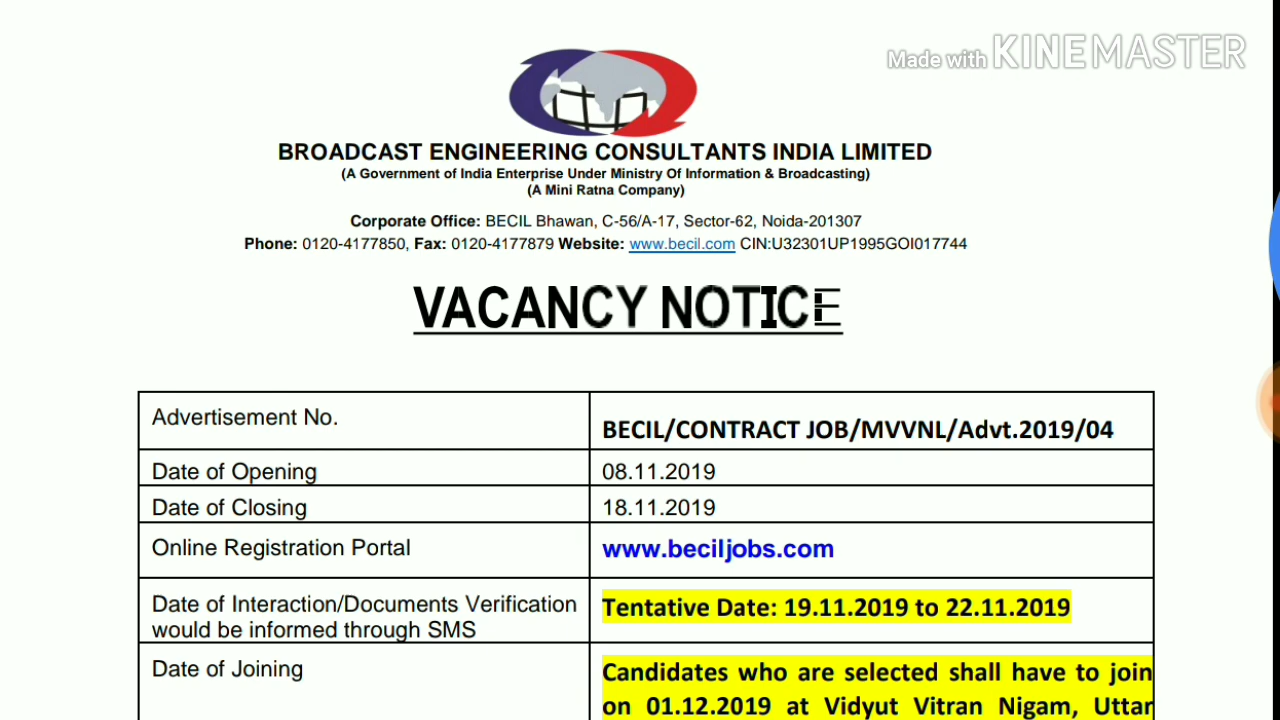 Made with KINEMASTER
BROADCAST ENGINEERING CONSULTANTS INDIA LIMITED
(A Government of India Enterprise Under Ministry Of Information & Broadcasting)
(A Mini Ratna Company)
Corporate Office: BECIL Bhawan, C-56/A-17, Sector-62, Noida-201307
Phone: 0120-4177850, Fax: 0120-4177879 Website: www.becil.com CIN:U32301UP1995GOI017744
VACANCY NOTICE
Advertisement No.
BECIL/CONTRACT JOB/MVVNL/Advt.2019/04
Date of Opening 08.11.2019
Date of Closing 18.11.2019
Online Registration Portal www.beciljobs.com
Date of Interaction/Documents Verification
would be informed through SMS
Tentative Date: 19.11.2019 to 22.11.2019
Date of Joining
Candidates who are selected shall have to join
on 01.12.2019 at Vidyut Vitran Nigam, Uttar